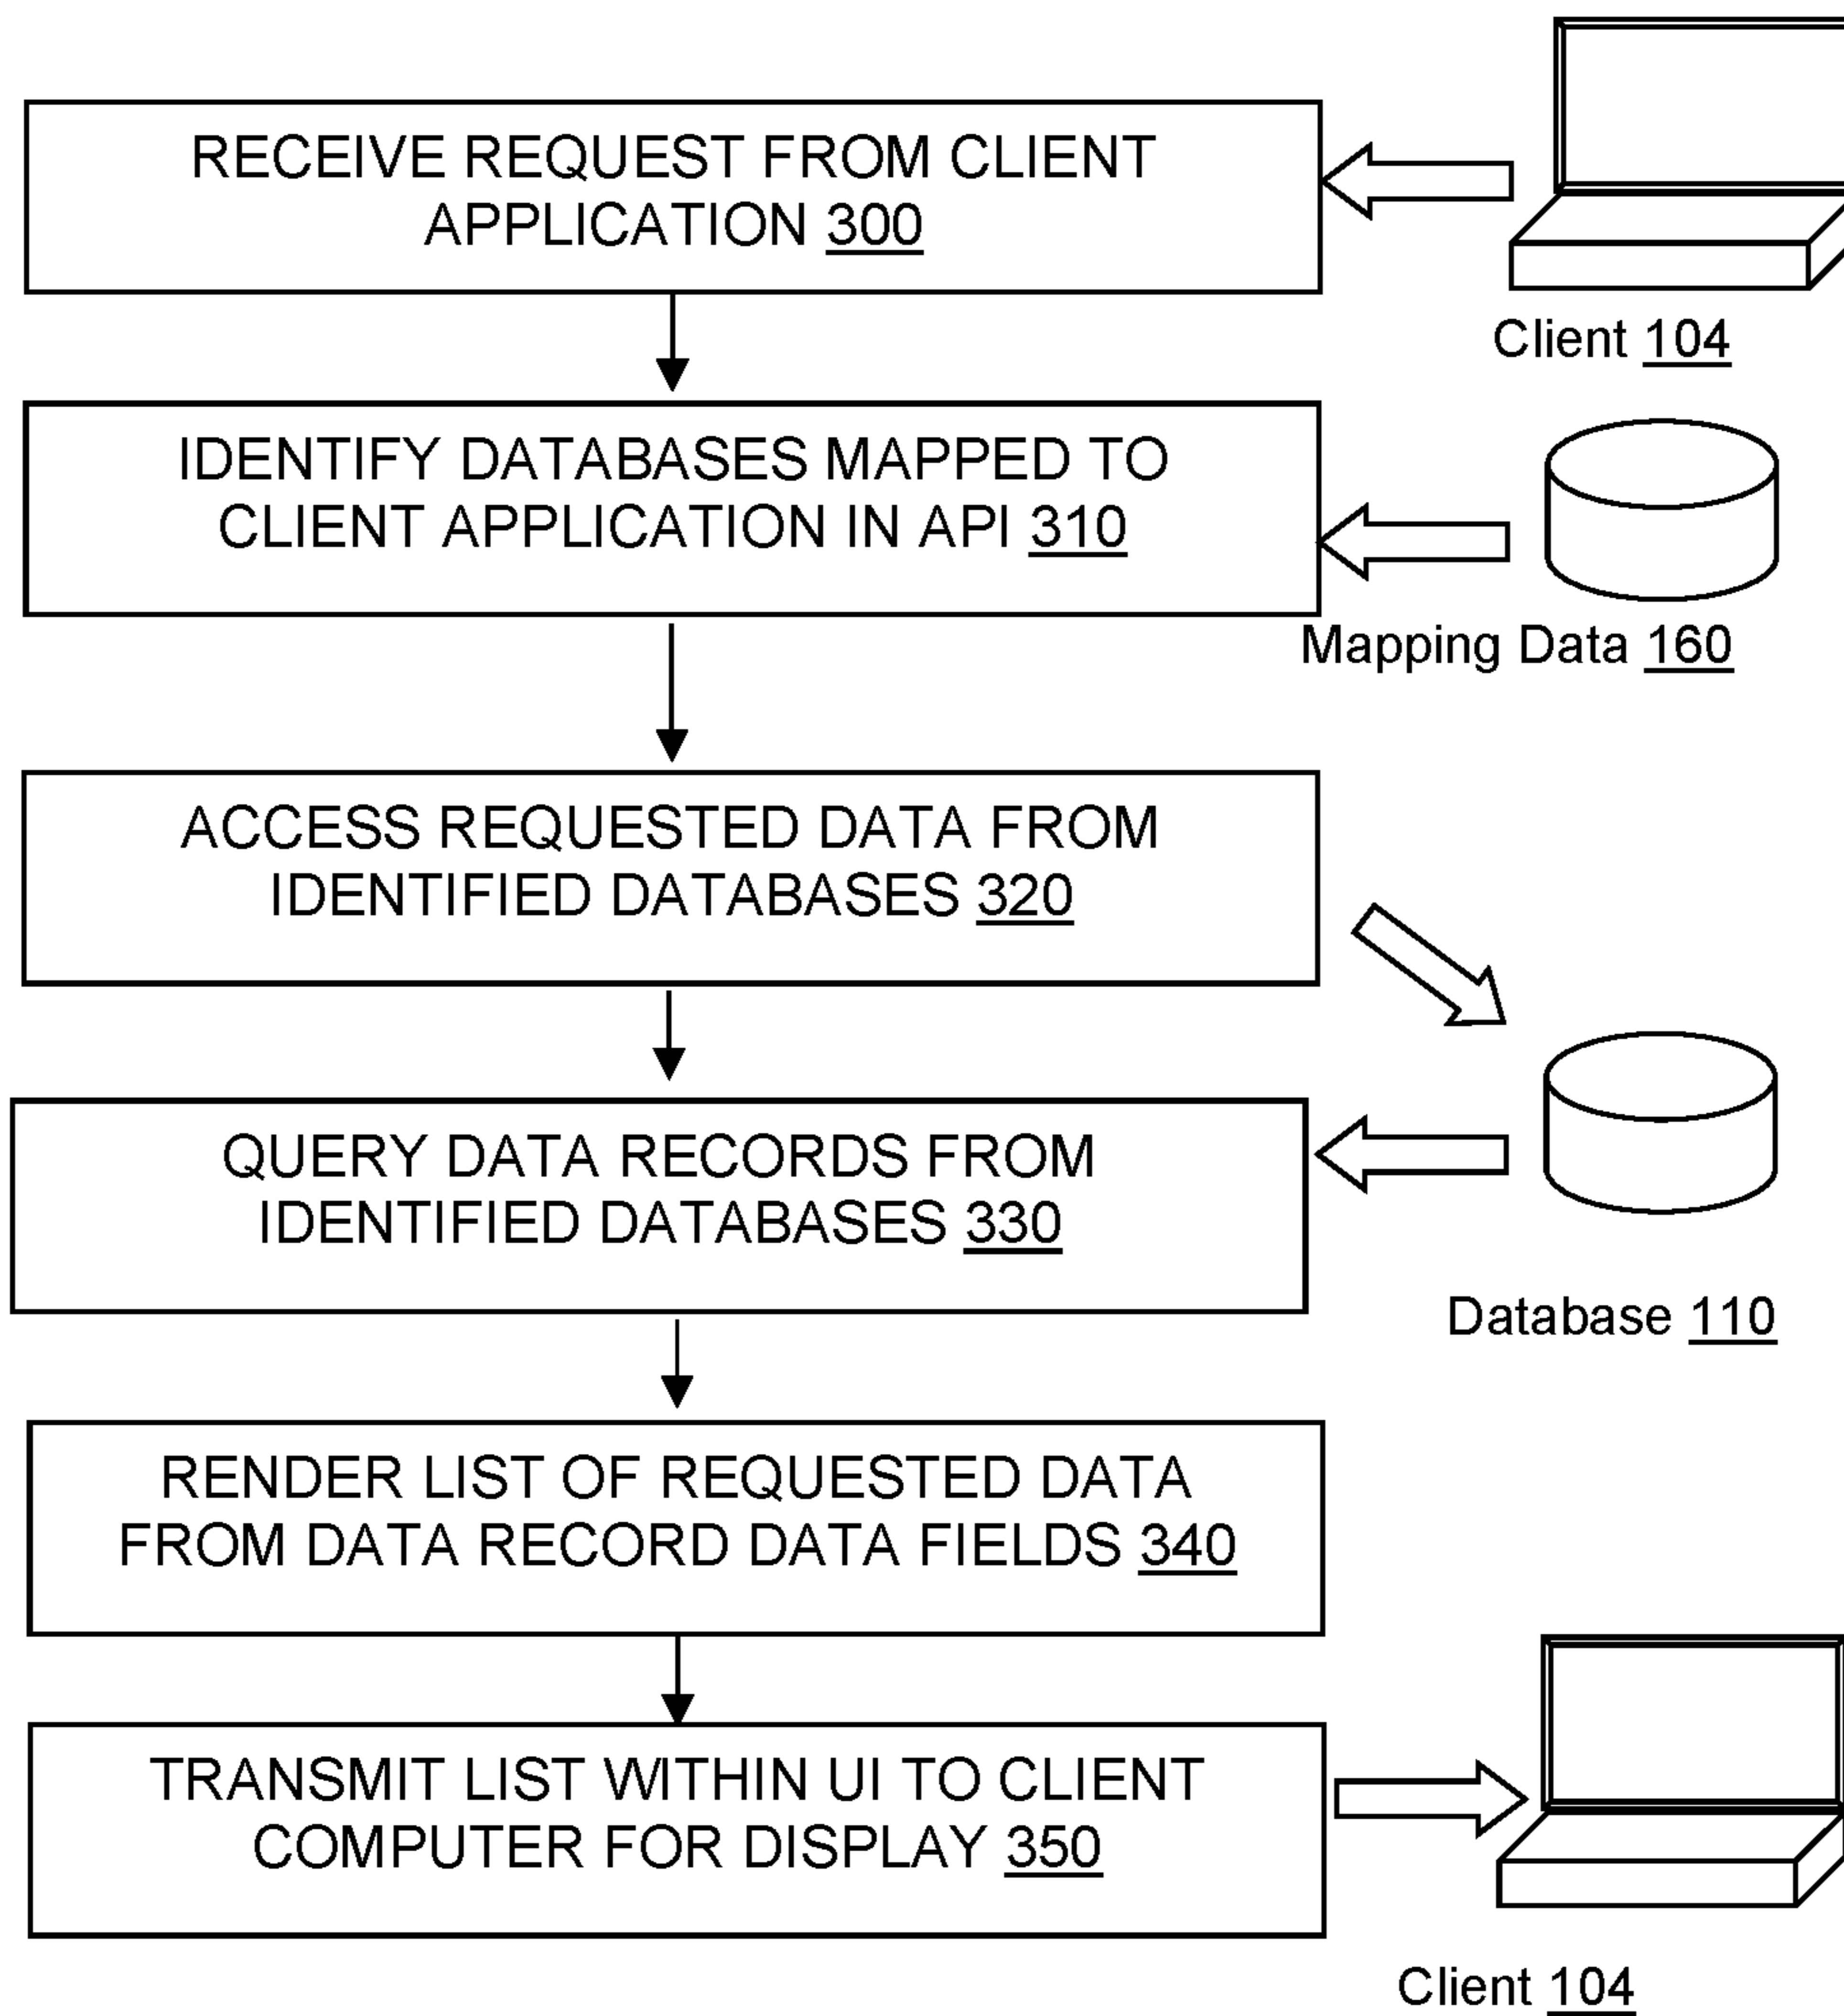 RECEIVE REQUEST FROM CLIENT
APPLICATION 300
Client 104
IDENTIFY DATABASES MAPPED TO
CLIENT APPLICATION IN API 310
Mapping Data 160
ACCESS REQUESTED DATA FROM
IDENTIFIED DATABASES 320
QUERY DATA RECORDS FROM
IDENTIFIED DATABASES 330
Database 110
RENDER LIST OF REQUESTED DATA
FROM DATA RECORD DATA FIELDS 340
TRANSMIT LIST WITHIN UI TO CLIENT
COMPUTER FOR DISPLAY 350
Client 104